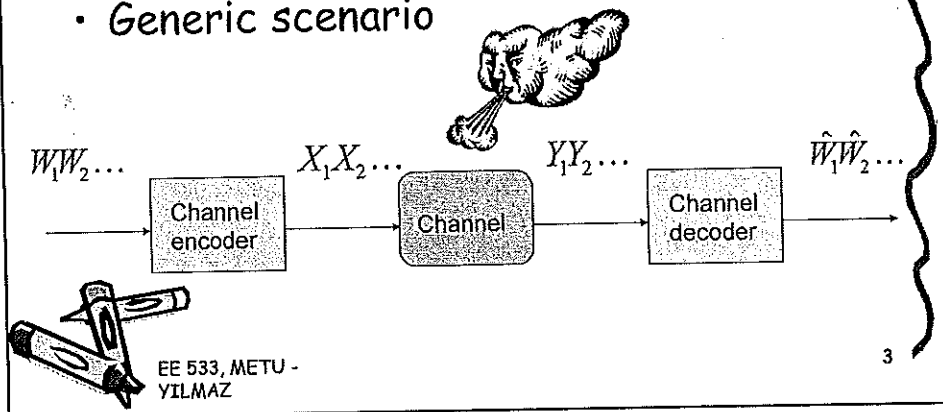 • Generic scenario
W₁W₂... X₁X₂... Y₁Y₂... Ŵ₁Ŵ₂...
Channel encoder Channel Channel decoder
EE 533, METU -
YILMAZ
3